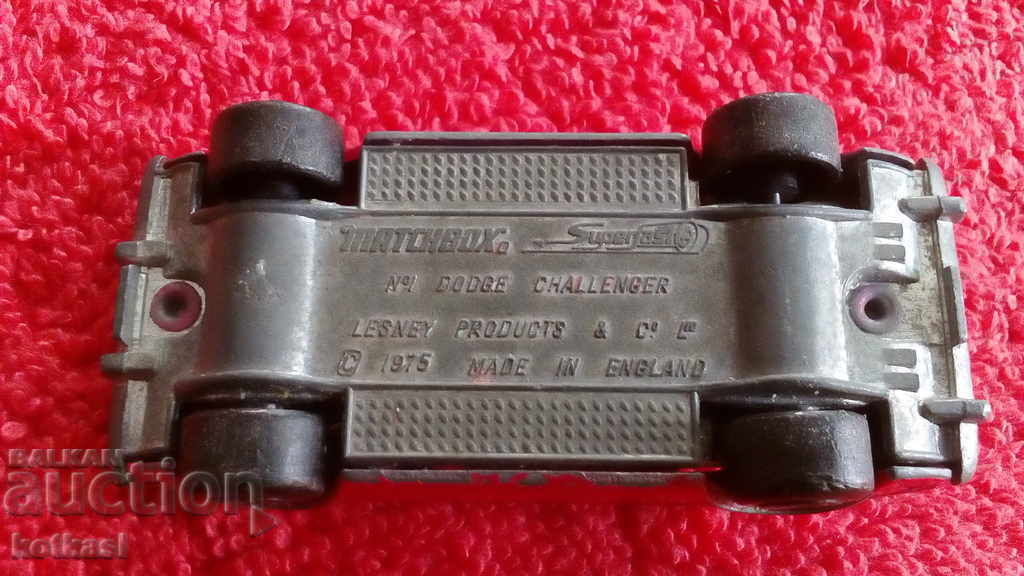 MATCHBOX® Superfast
Nº1 DODGE CHALLENGER
LESNEY PRODUCTS & Cº Lᴰ
© 1975 MADE IN ENGLAND
BALKAN
auction
kotkasl